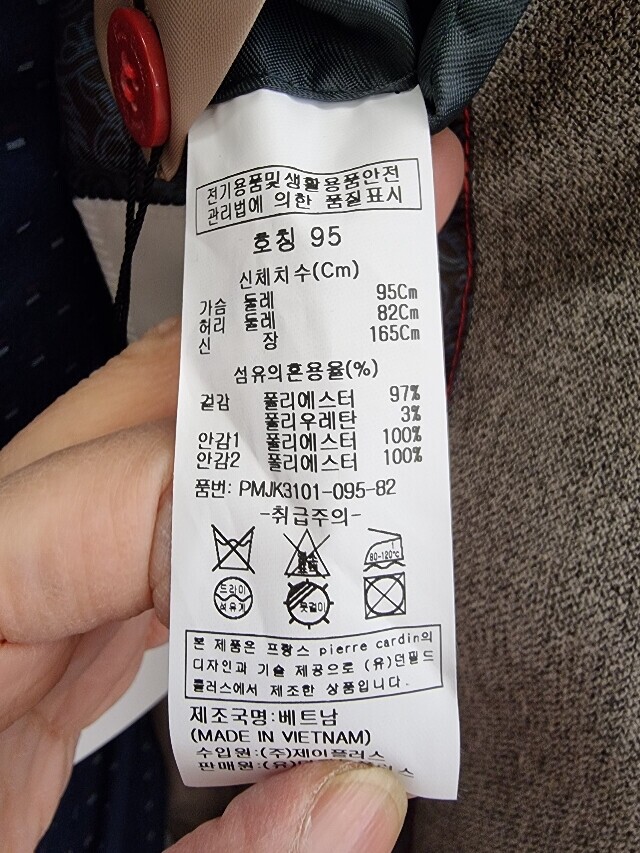 전기용품및생활용품안전
관리법에 의한 품질표시
호칭 95
신체치수(Cm)
가슴 둘레 95Cm
허리 둘레 82Cm
신 장 165Cm
섬유의혼용율(%)
겉감 폴리에스터 97%
폴리우레탄 3%
안감1 폴리에스터 100%
안감2 폴리에스터 100%
품번: PMJK3101-095-82
-취급주의-
80-120℃
드라이
석유계
옷걸이
본 제품은 프랑스 pierre cardin의
디자인과 기술 제공으로 (유)던필드
플러스에서 제조한 상품입니다.
제조국명:베트남
(MADE IN VIETNAM)
수입원:(주)제이플러스
판매원:(유)